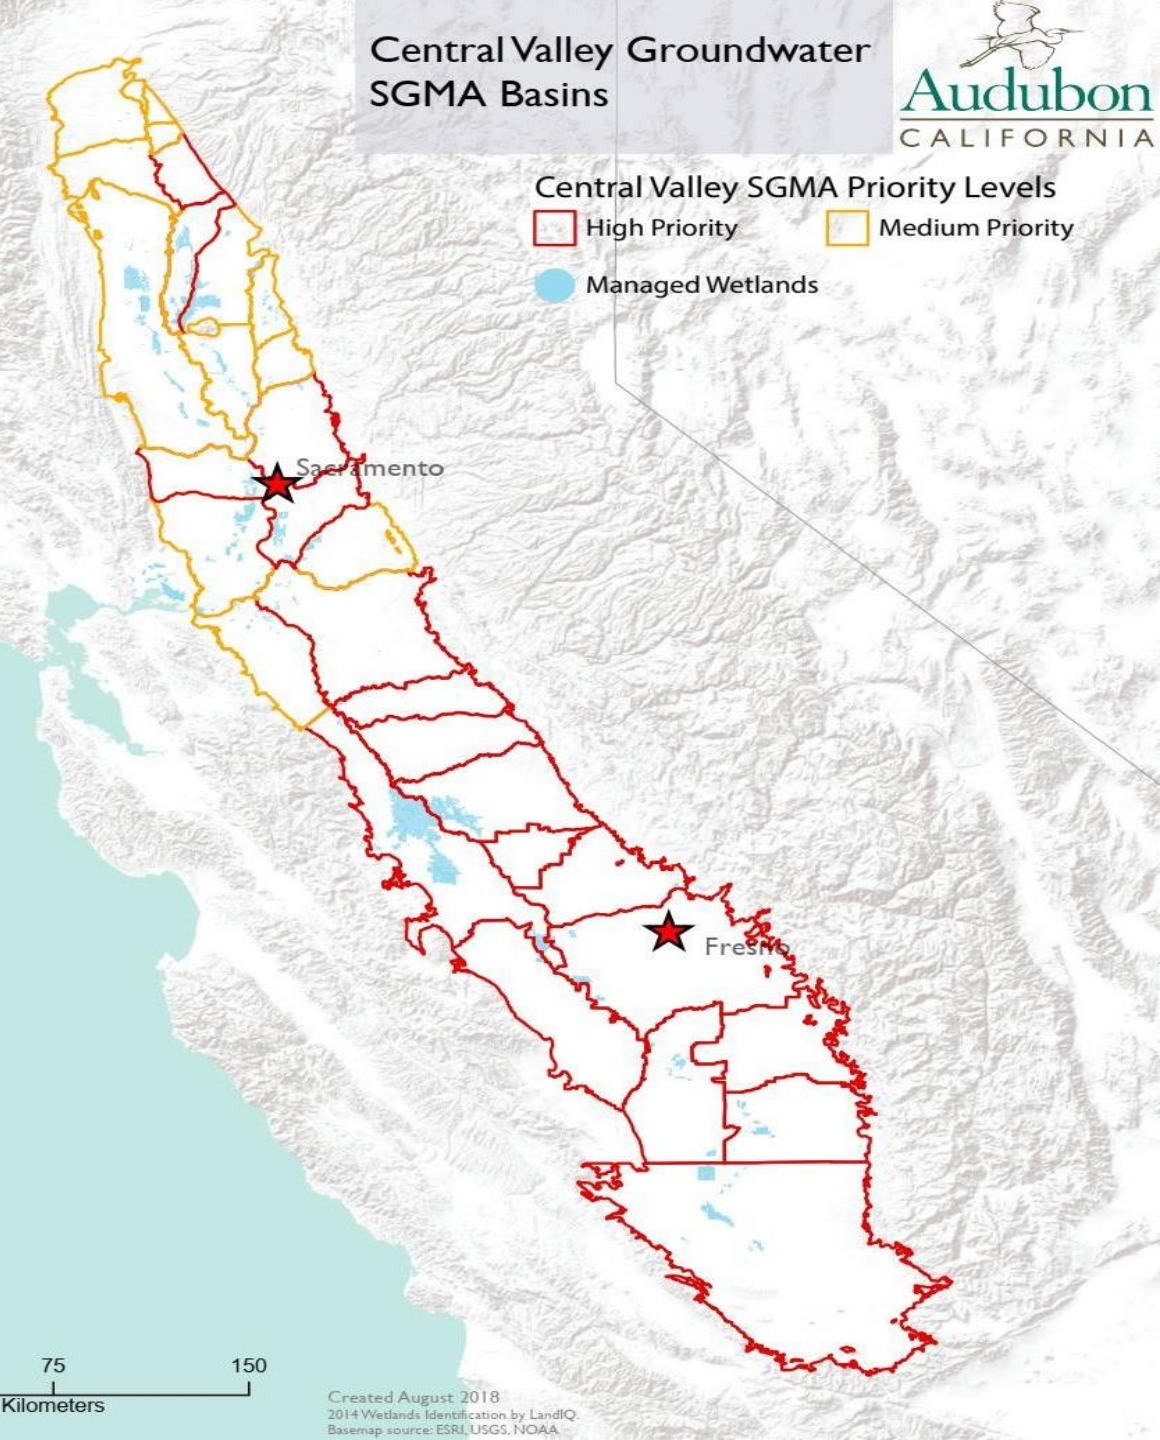 Central Valley Groundwater
SGMA Basins
Audubon
CALIFORNIA
Central Valley SGMA Priority Levels
High Priority
Medium Priority
Managed Wetlands
Sacramento
Fresno
75 150
Kilometers
Created August 2018
2014 Wetlands Identification by LandIQ.
Basemap source: ESRI, USGS, NOAA